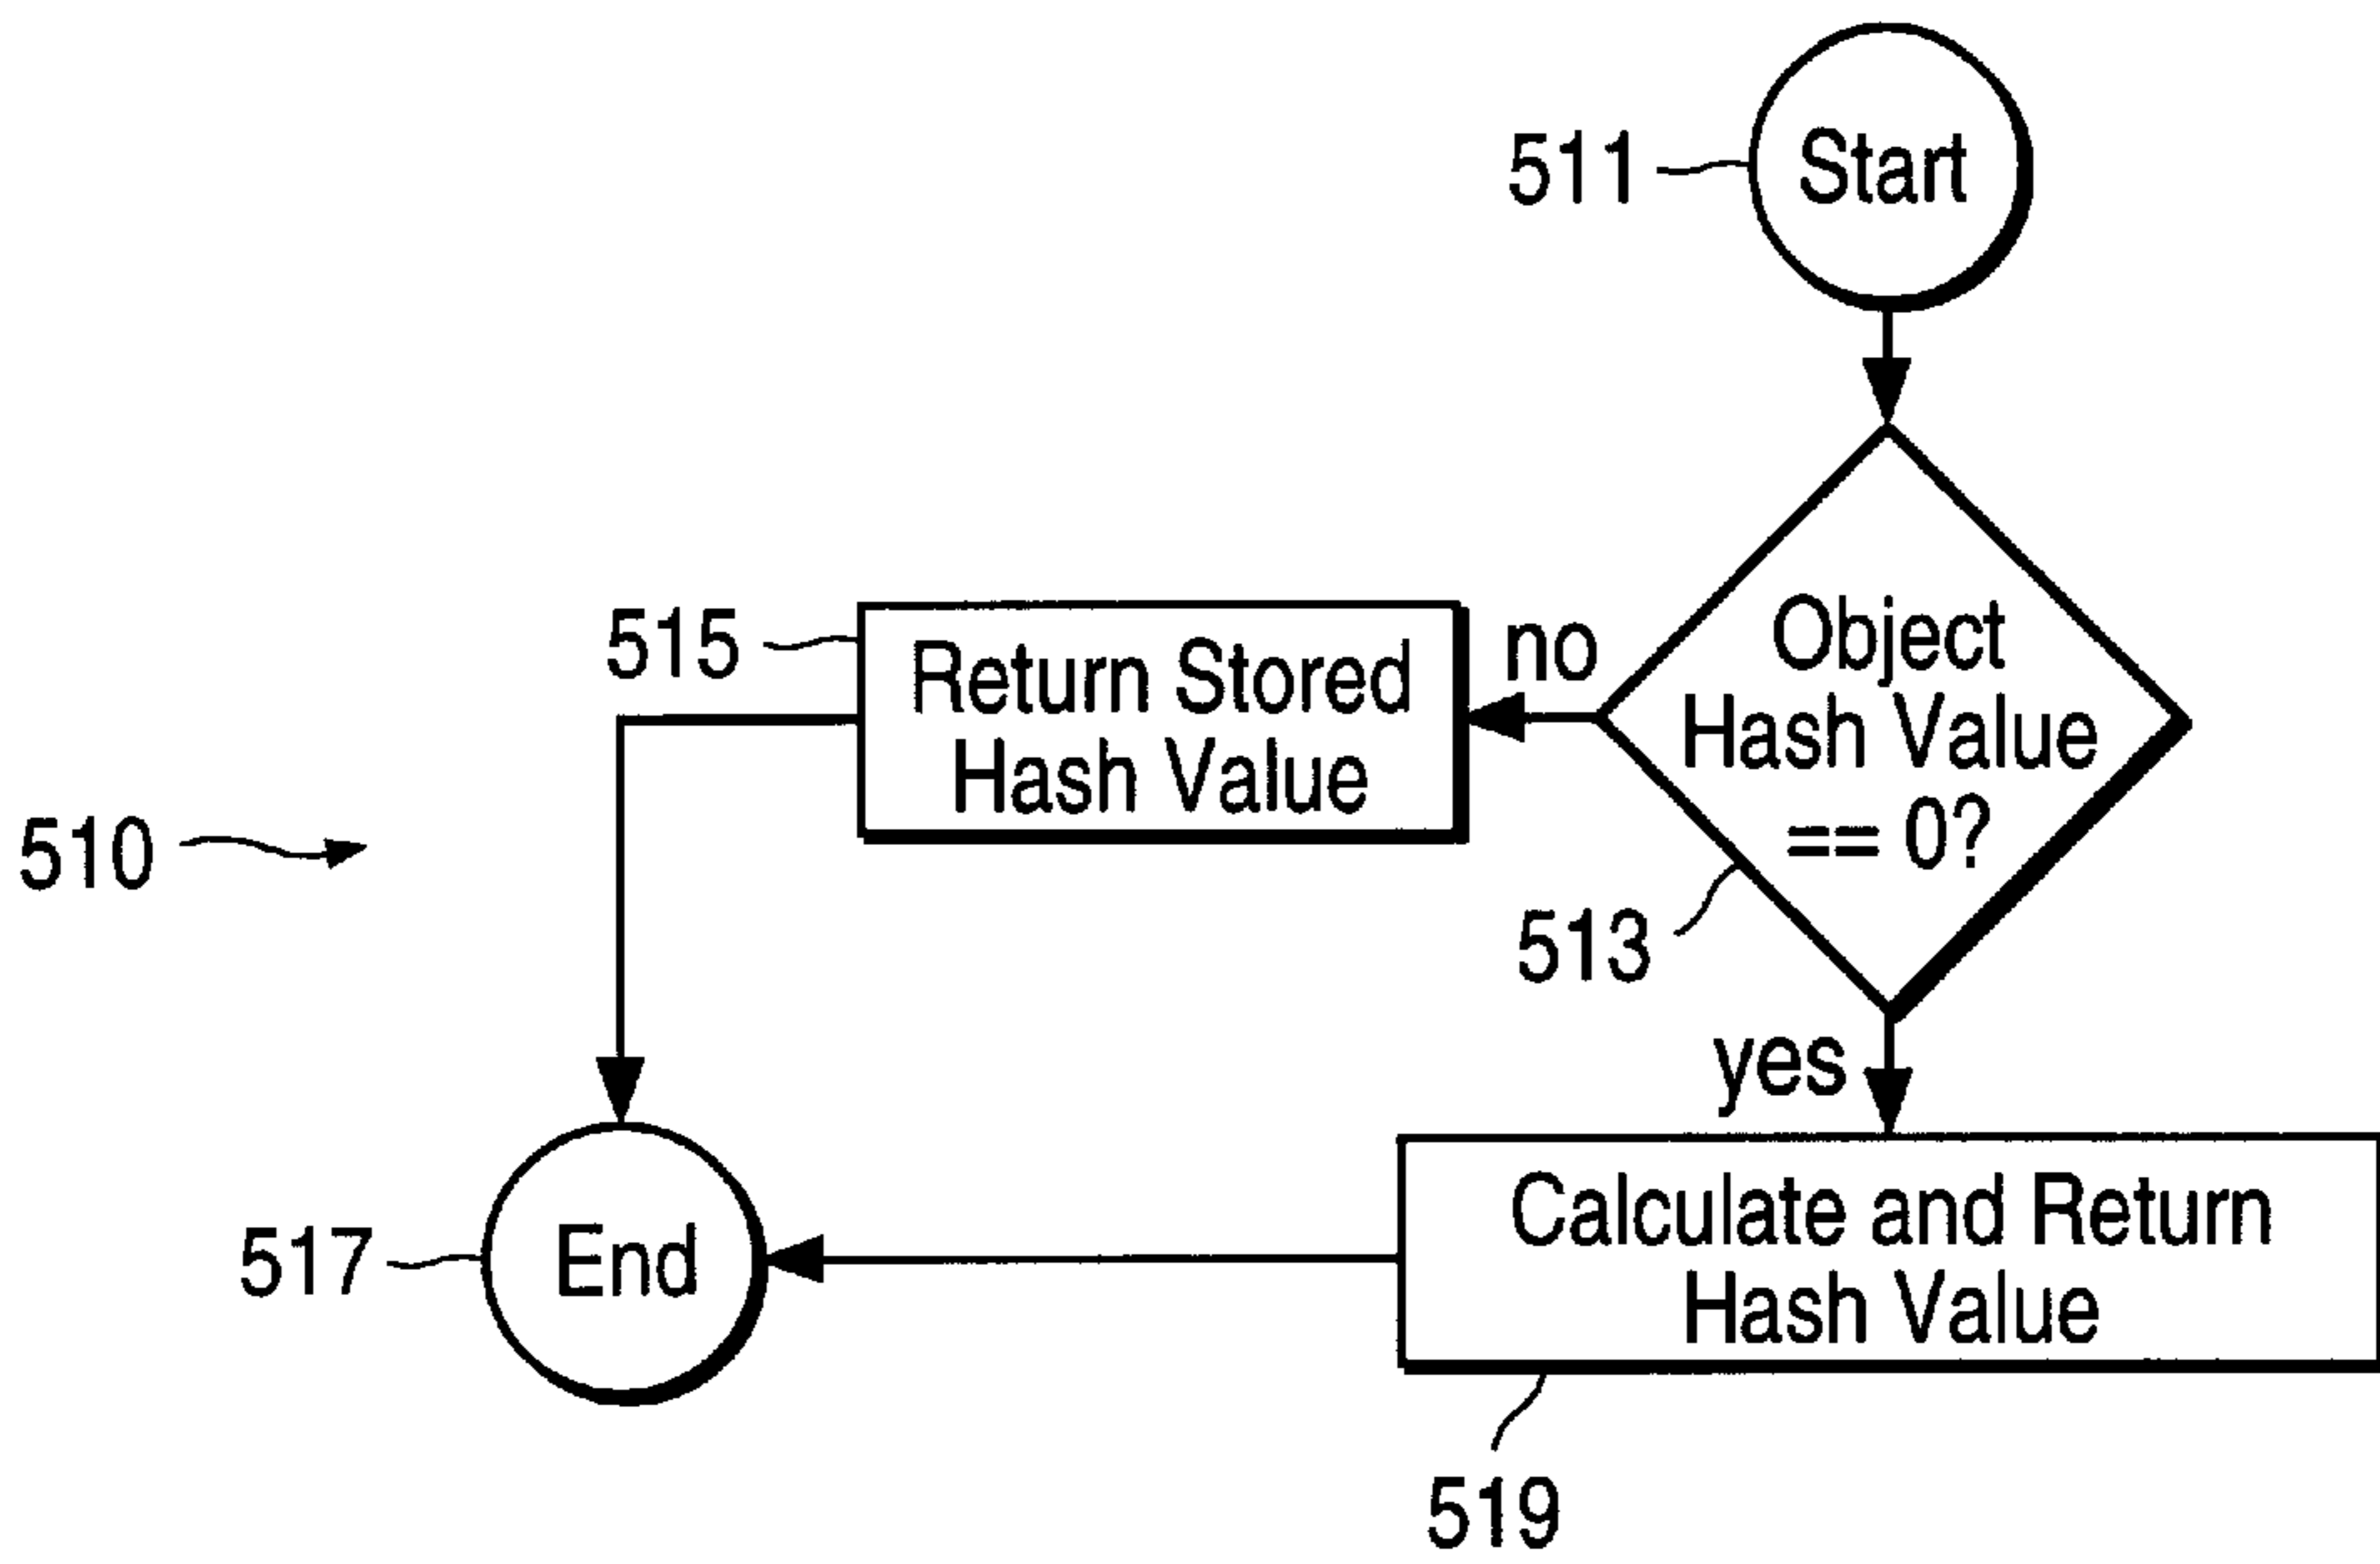 511
Start
515
Return Stored
Hash Value
no
Object
Hash Value
== 0?
510
513
yes
517
End
Calculate and Return
Hash Value
519